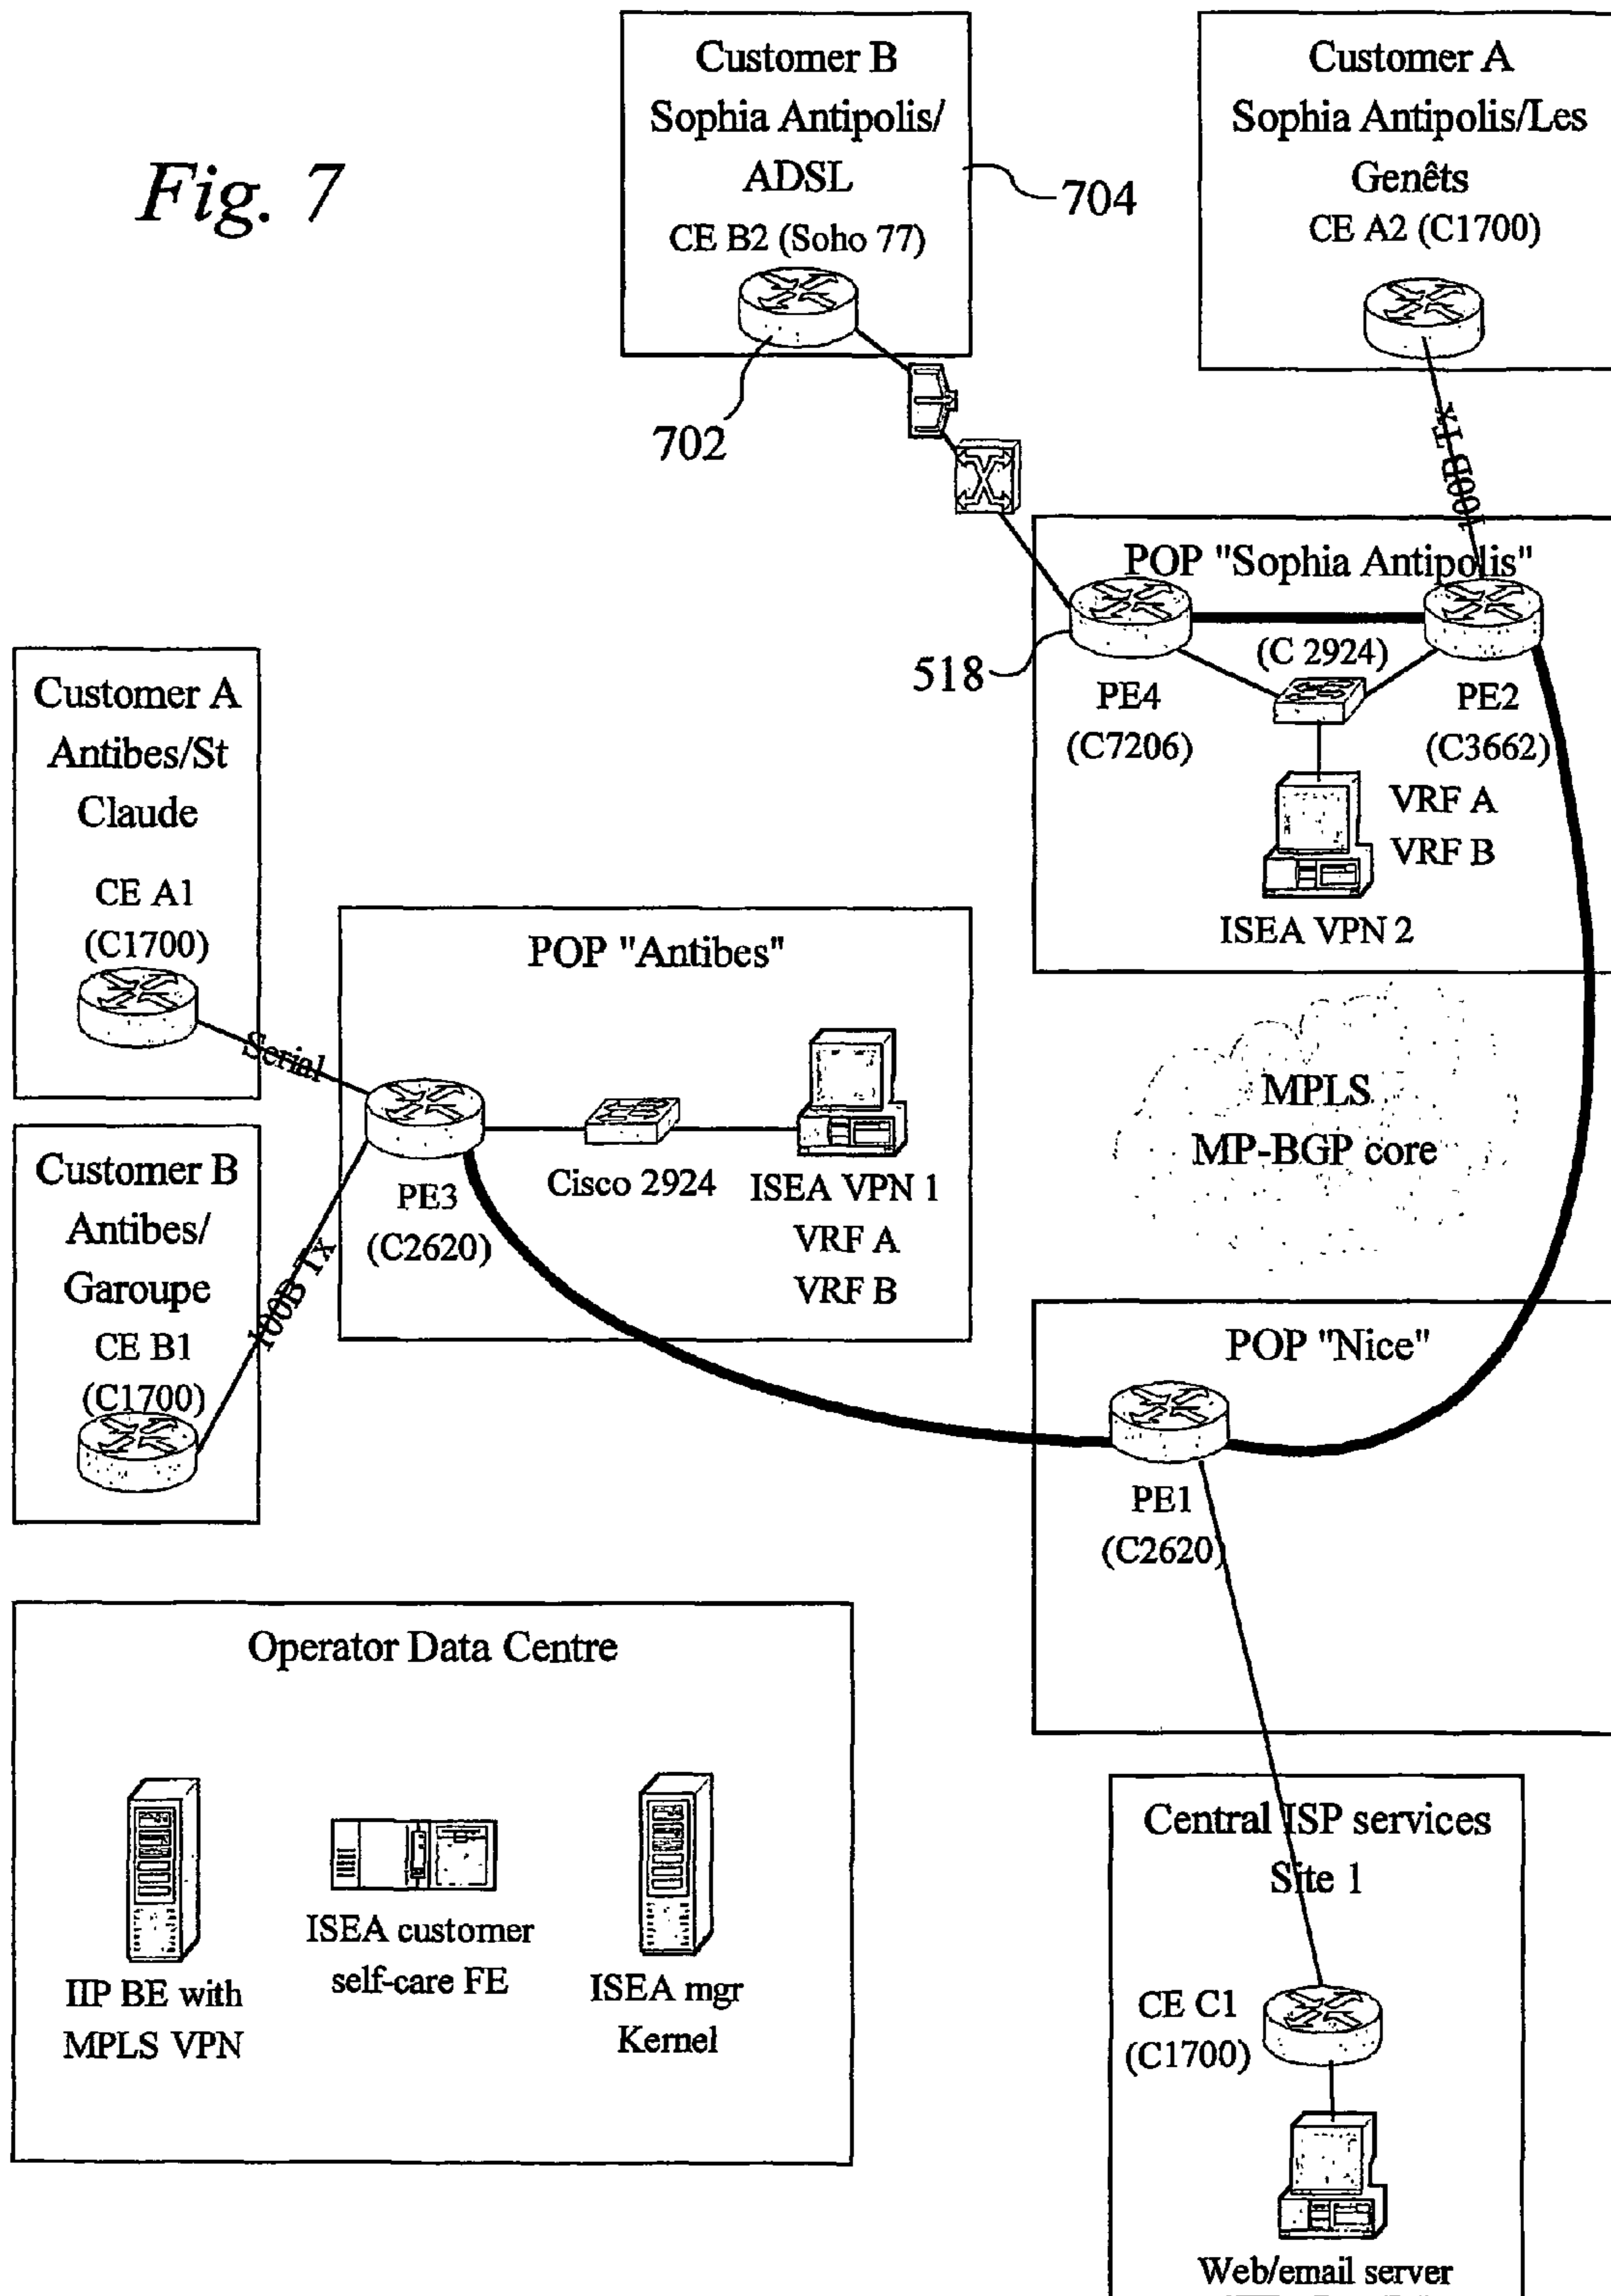 Fig. 7
Customer B
Sophia Antipolis/
ADSL
CE B2 (Soho 77)
704
702
Customer A
Sophia Antipolis/Les
Genêts
CE A2 (C1700)
100B Tx
POP "Sophia Antipolis"
518
(C 2924)
PE4
(C7206)
PE2
(C3662)
VRF A
VRF B
ISEA VPN 2
Customer A
Antibes/St
Claude
CE A1
(C1700)
Serial
Customer B
Antibes/
Garoupe
CE B1
(C1700)
100B Tx
POP "Antibes"
PE3
(C2620)
Cisco 2924
ISEA VPN 1
VRF A
VRF B
MPLS
MP-BGP core
POP "Nice"
PE1
(C2620)
Operator Data Centre
IIP BE with
MPLS VPN
ISEA customer
self-care FE
ISEA mgr
Kernel
Central ISP services
Site 1
CE C1
(C1700)
Web/email server